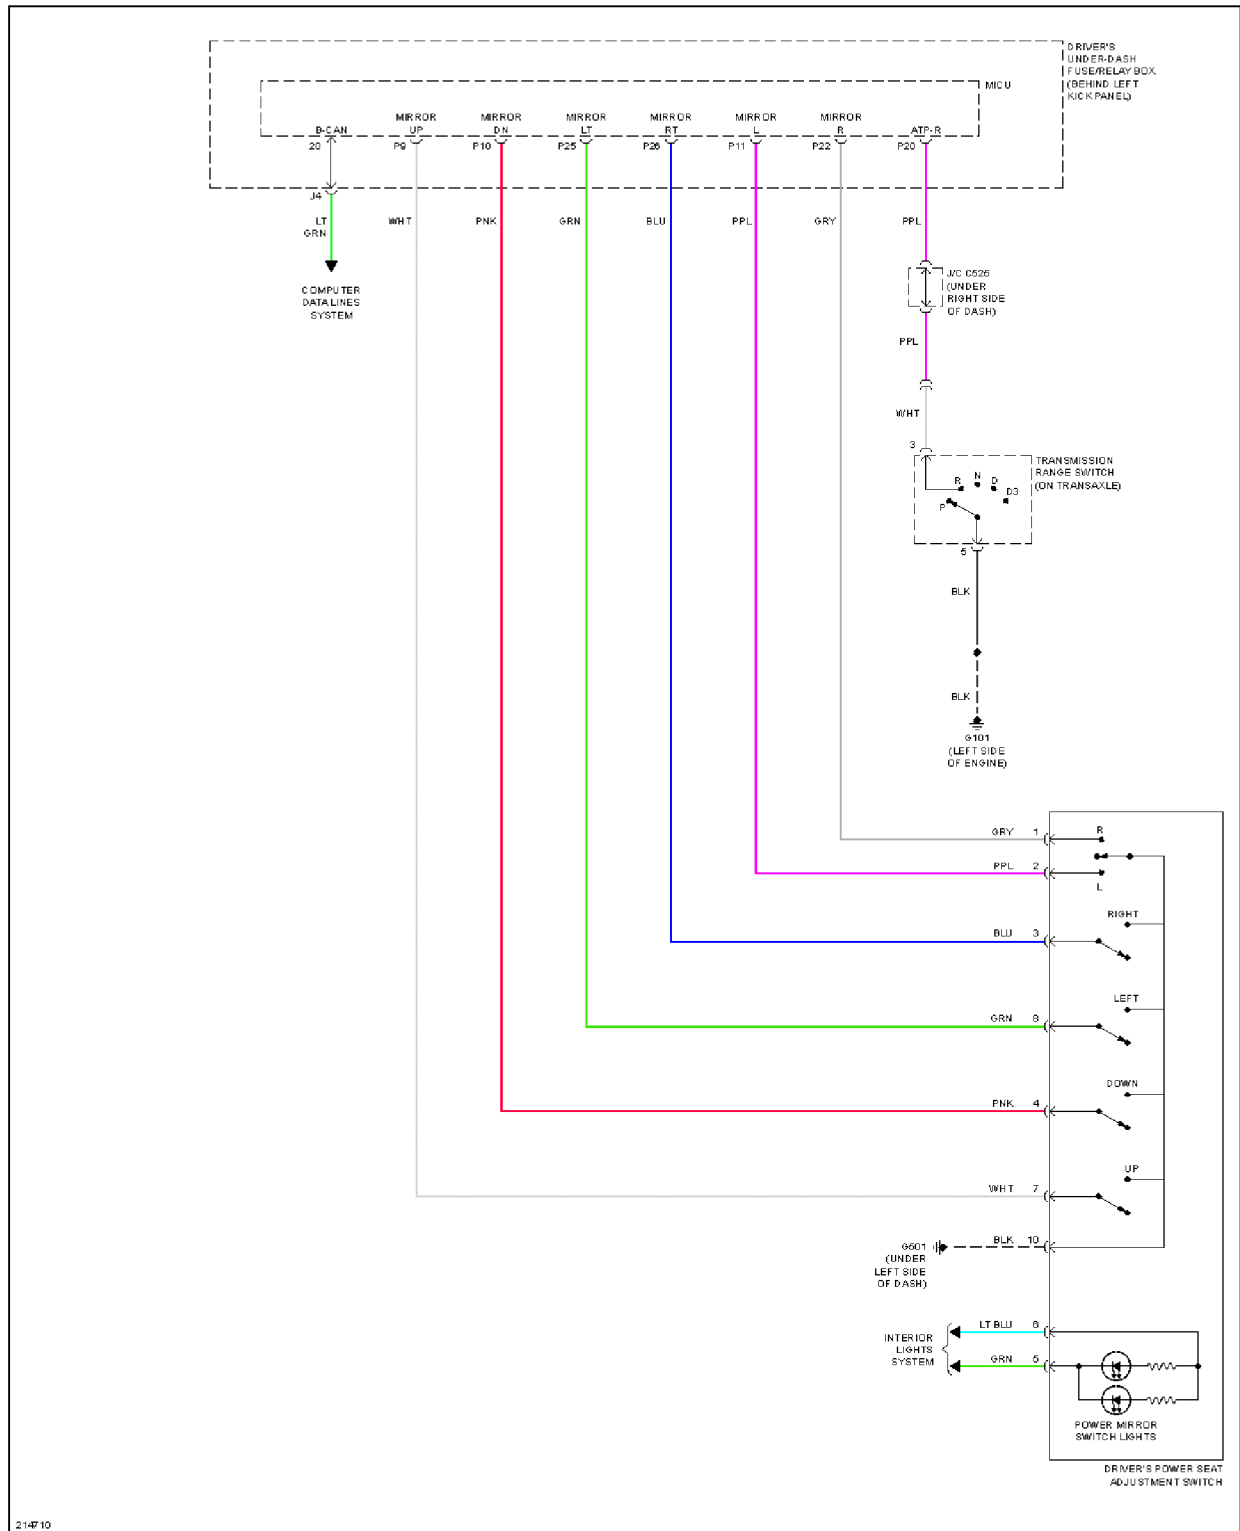 DRIVER'S
UNDER-DASH
FUSE/RELAY BOX
(BEHIND LEFT
KICK PANEL)
MICU
B-CAN
MIRROR
UP
MIRROR
DN
MIRROR
LT
MIRROR
RT
MIRROR
L
MIRROR
R
ATP-R
20
P9
P10
P25
P26
P11
P22
P20
J4
LT
GRN
WHT
PNK
GRN
BLU
PPL
GRY
PPL
COMPUTER
DATA LINES
SYSTEM
J/C C525
(UNDER
RIGHT SIDE
OF DASH)
PPL
WHT
3
TRANSMISSION
RANGE SWITCH
(ON TRANSAXLE)
P
R
N
D
D3
5
BLK
BLK
G101
(LEFT SIDE
OF ENGINE)
GRY 1
R
PPL 2
L
RIGHT
BLU 3
LEFT
GRN 8
DOWN
PNK 4
UP
WHT 7
G501
(UNDER
LEFT SIDE
OF DASH)
BLK 10
INTERIOR
LIGHTS
SYSTEM
LT BLU 6
GRN 5
POWER MIRROR
SWITCH LIGHTS
DRIVER'S POWER SEAT
ADJUSTMENT SWITCH
214710